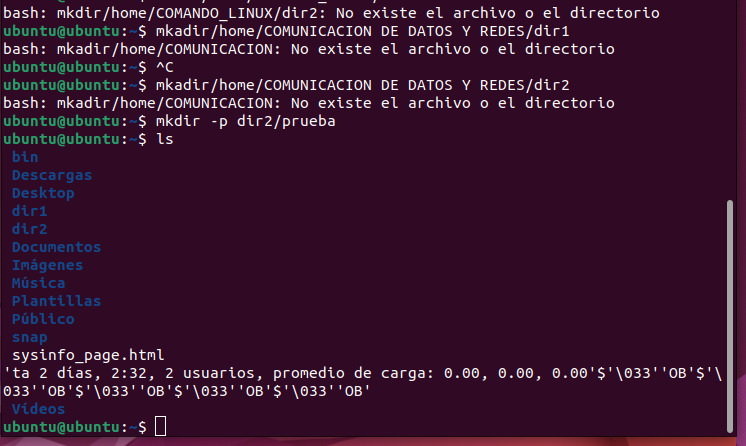 bash: mkdir/home/COMANDO_LINUX/dir2: No existe el archivo o el directorio
ubuntu@ubuntu:~$ mkadir/home/COMUNICACION DE DATOS Y REDES/dir1
bash: mkadir/home/COMUNICACION: No existe el archivo o el directorio
ubuntu@ubuntu:~$ ^C
ubuntu@ubuntu:~$ mkadir/home/COMUNICACION DE DATOS Y REDES/dir2
bash: mkadir/home/COMUNICACION: No existe el archivo o el directorio
ubuntu@ubuntu:~$ mkdir -p dir2/prueba
ubuntu@ubuntu:~$ ls
bin
Descargas
Desktop
dir1
dir2
Documentos
Imágenes
Música
Plantillas
Público
snap
sysinfo_page.html
'ta 2 días, 2:32, 2 usuarios, promedio de carga: 0.00, 0.00, 0.00'$'\033''OB'$'\
033''OB'$'\033''OB'$'\033''OB'$'\033''OB'
Vídeos
ubuntu@ubuntu:~$